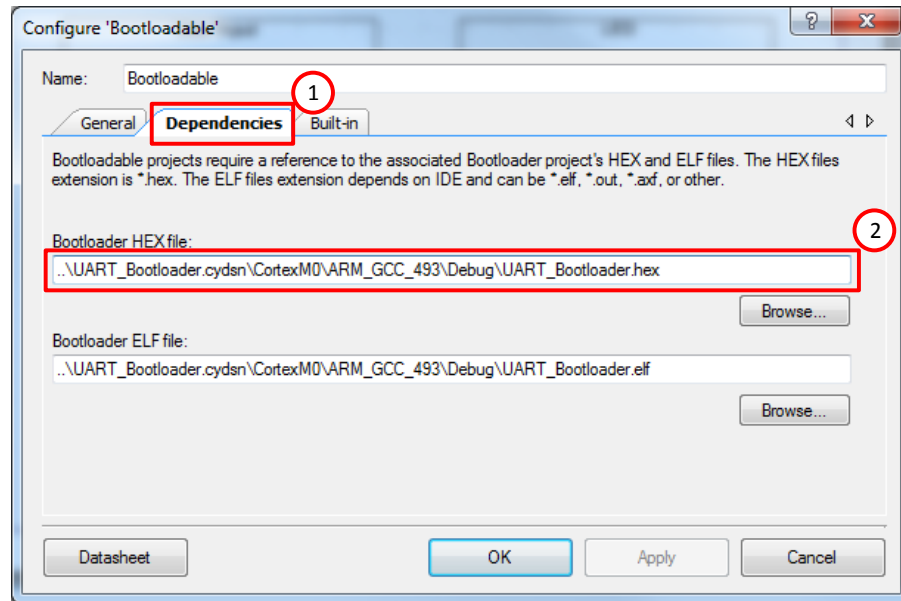 Configure 'Bootloadable'
Name: Bootloadable
1
General Dependencies Built-in
Bootloadable projects require a reference to the associated Bootloader project's HEX and ELF files. The HEX files
extension is *.hex. The ELF files extension depends on IDE and can be *.elf, *.out, *.axf, or other.
2
Bootloader HEX file:
..\UART_Bootloader.cydsn\CortexM0\ARM_GCC_493\Debug\UART_Bootloader.hex
Browse...
Bootloader ELF file:
..\UART_Bootloader.cydsn\CortexM0\ARM_GCC_493\Debug\UART_Bootloader.elf
Browse...
Datasheet OK Apply Cancel